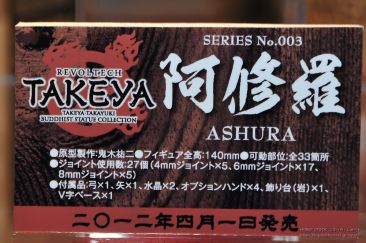 SERIES No.003
REVOLTECH
TAKEYA
TAKEYA TAKAYUKI
BUDDHIST STATUE COLLECTION
阿修羅
ASHURA
●原型製作:鬼木祐二●フィギュア全高:140mm●可動部位:全33箇所
●ジョイント使用数:27個(4mmジョイント×5、6mmジョイント×17、
8mmジョイント×5)
●付属品:弓×1、矢×1、水晶×2、オプションハンド×4、飾り台(岩)×1、
V字ベース×1
二〇一二年四月一日発売